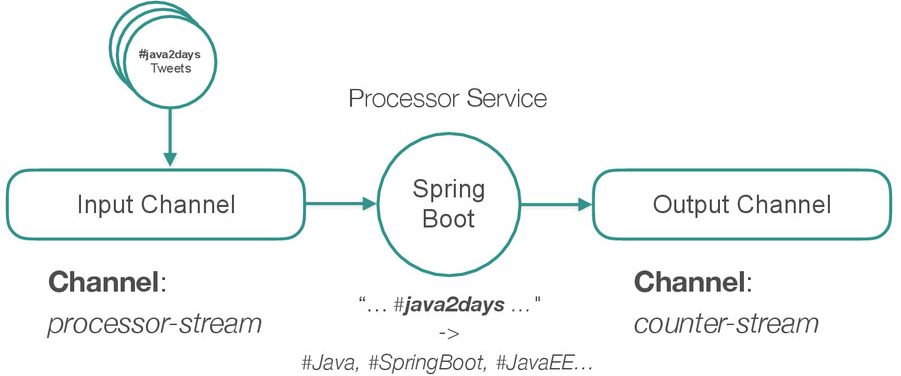 #java2days
Tweets
Processor Service
Input Channel
Spring
Boot
Output Channel
Channel:
processor-stream
“… #java2days …"
->
#Java, #SpringBoot, #JavaEE…
Channel:
counter-stream